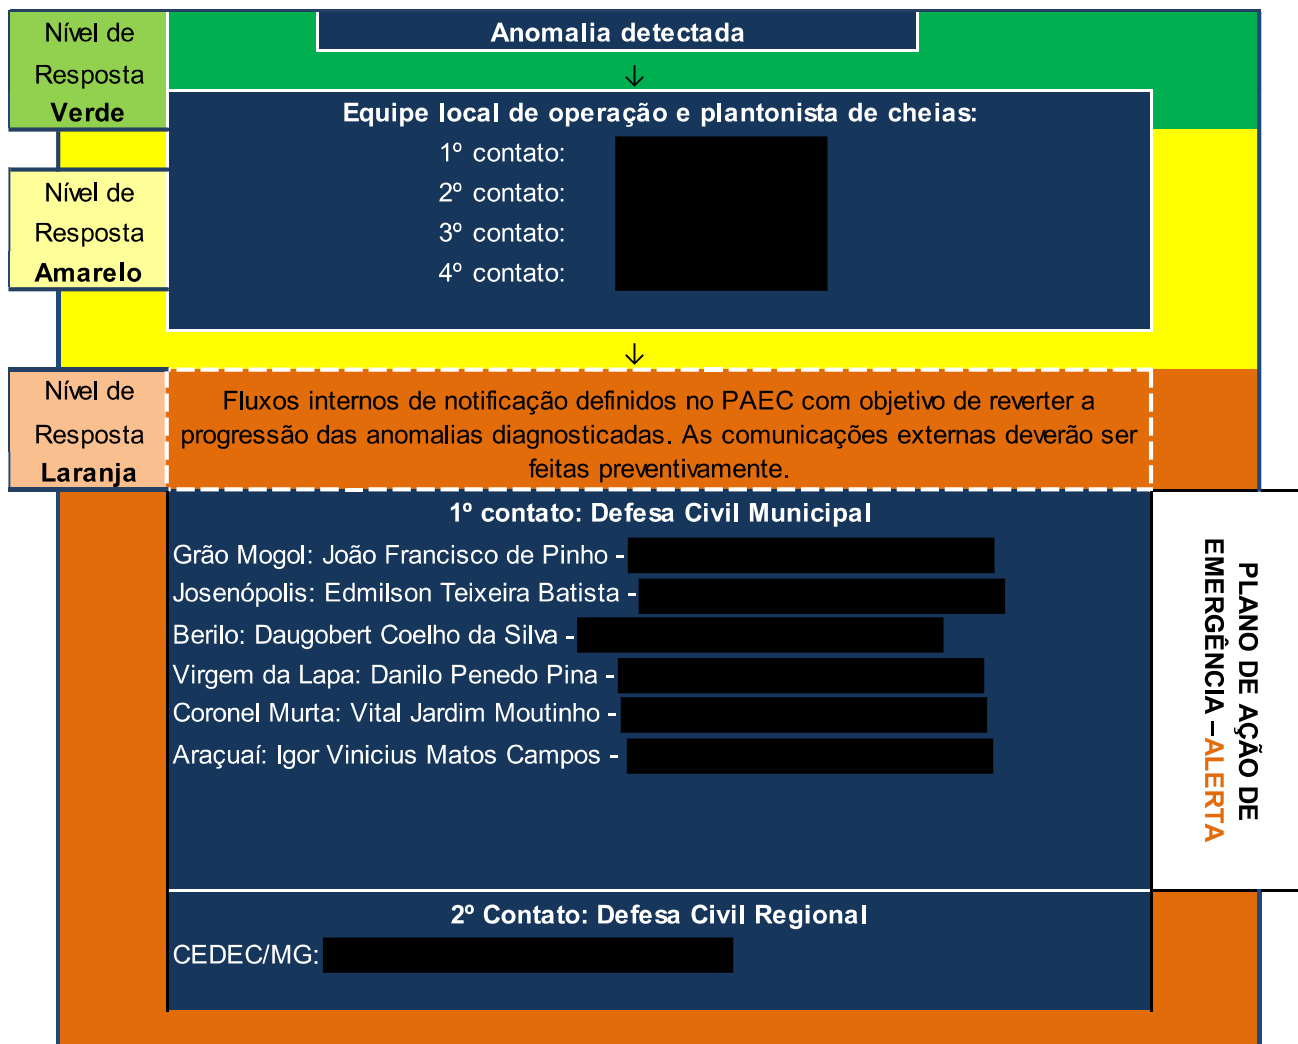 Nível de
Resposta
Verde
Anomalia detectada
↓
Equipe local de operação e plantonista de cheias:
1º contato:
2º contato:
3º contato:
4º contato:
Nível de
Resposta
Amarelo
↓
Nível de
Resposta
Laranja
Fluxos internos de notificação definidos no PAEC com objetivo de reverter a
progressão das anomalias diagnosticadas. As comunicações externas deverão ser
feitas preventivamente.
1º contato: Defesa Civil Municipal
Grão Mogol: João Francisco de Pinho -
Josenópolis: Edmilson Teixeira Batista -
Berilo: Daugobert Coelho da Silva -
Virgem da Lapa: Danilo Penedo Pina -
Coronel Murta: Vital Jardim Moutinho -
Araçuaí: Igor Vinicius Matos Campos -
PLANO DE AÇÃO DE
EMERGÊNCIA – ALERTA
2º Contato: Defesa Civil Regional
CEDEC/MG: